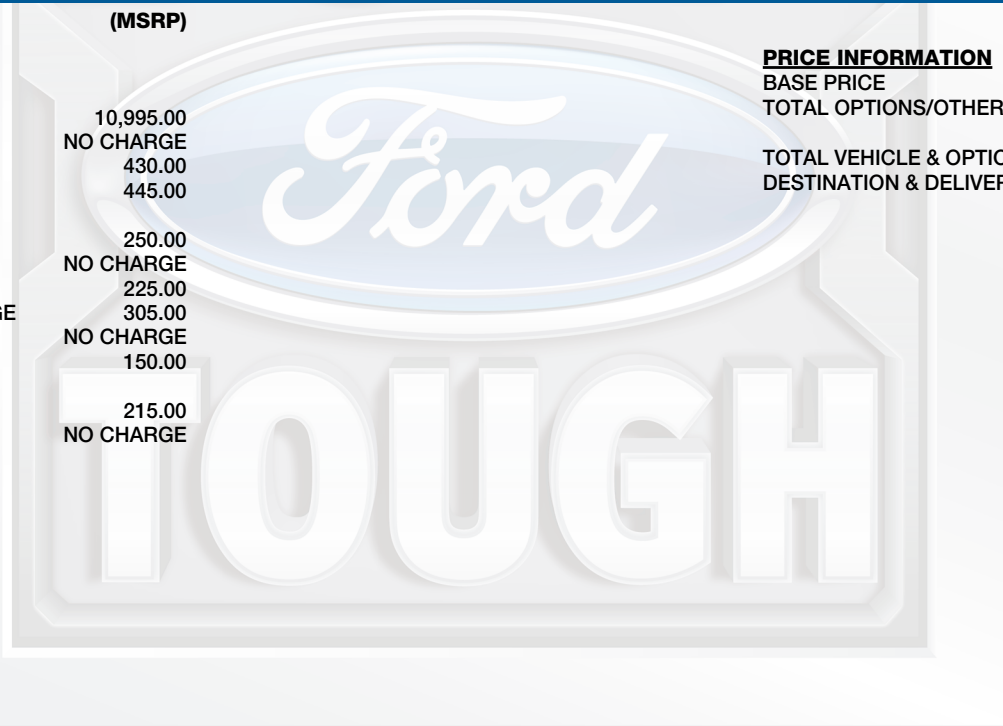 (MSRP)
10,995.00
NO CHARGE
430.00
445.00
250.00
NO CHARGE
225.00
GE 305.00
NO CHARGE
150.00
215.00
NO CHARGE
PRICE INFORMATION
BASE PRICE
TOTAL OPTIONS/OTHER
TOTAL VEHICLE & OPTIO
DESTINATION & DELIVER
Ford
TOUGH